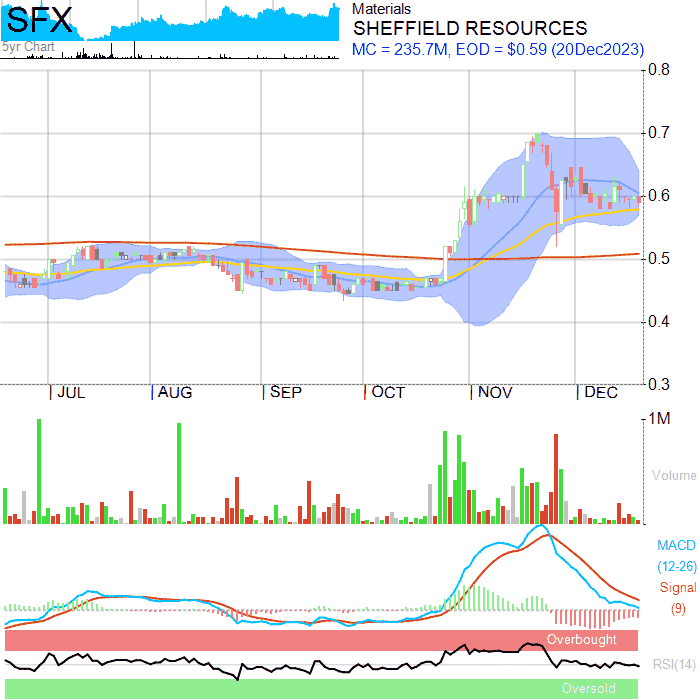 SFX
5yr Chart
Materials
SHEFFIELD RESOURCES
MC = 235.7M, EOD = $0.59 (20Dec2023)
0.8
0.7
0.6
0.5
0.4
0.3
JUL AUG SEP OCT NOV DEC
1M
Volume
MACD
(12-26)
Signal
(9)
Overbought
RSI(14)
Oversold